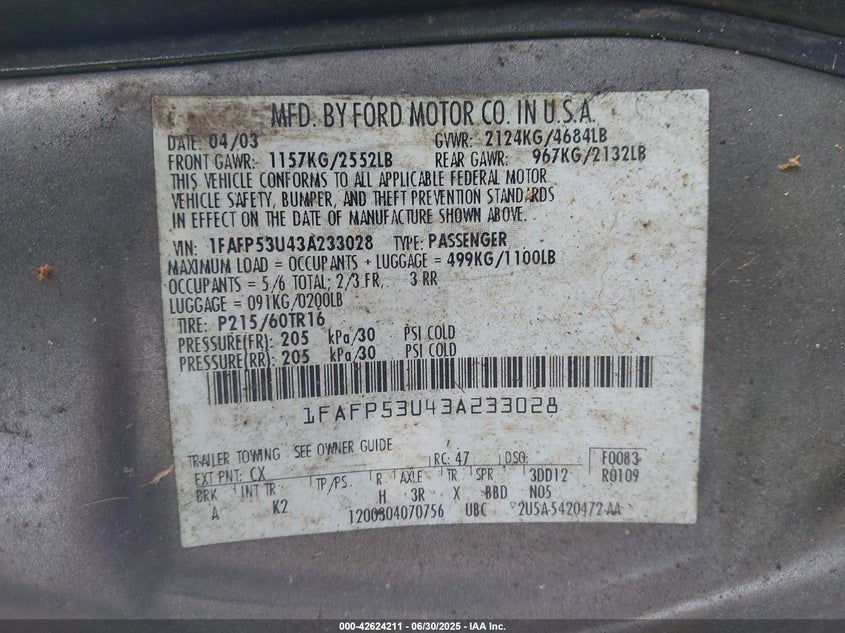 MFD. BY FORD MOTOR CO. IN U.S.A.
DATE: 04/03 GVWR: 2124KG/4684LB
FRONT GAWR: 1157KG/2552LB REAR GAWR: 967KG/2132LB
THIS VEHICLE CONFORMS TO ALL APPLICABLE FEDERAL MOTOR
VEHICLE SAFETY, BUMPER, AND THEFT PREVENTION STANDARDS
IN EFFECT ON THE DATE OF MANUFACTURE SHOWN ABOVE.
VIN: 1FAFP53U43A233028 TYPE: PASSENGER
MAXIMUM LOAD = OCCUPANTS + LUGGAGE = 499KG/1100LB
OCCUPANTS = 5/6 TOTAL; 2/3 FR, 3 RR
LUGGAGE = 091KG/0200LB
TIRE: P215/60TR16
PRESSURE(FR): 205 kPa/30 PSI COLD
PRESSURE(RR): 205 kPa/30 PSI COLD
1FAFP53U43A233028
TRAILER TOWING SEE OWNER GUIDE
EXT PNT: CX RC: 47 DSO: F0083
BRK INT TR TP/PS R AXLE TR SPR 3DD12 R0109
A K2 H 3R X BBD N05
1200304070756 UBC 2U5A-5420472-AA
000-42624211 - 06/30/2025 - IAA Inc.